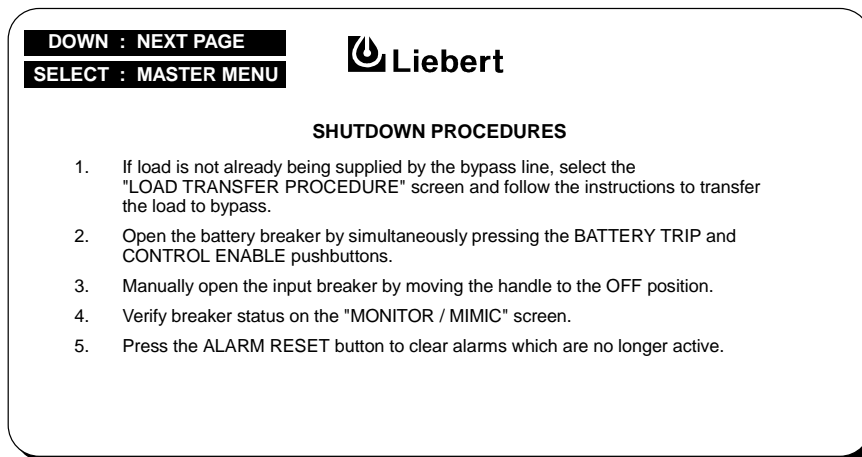 DOWN : NEXT PAGE
SELECT : MASTER MENU
Liebert
SHUTDOWN PROCEDURES
1. If load is not already being supplied by the bypass line, select the
"LOAD TRANSFER PROCEDURE" screen and follow the instructions to transfer
the load to bypass.
2. Open the battery breaker by simultaneously pressing the BATTERY TRIP and
CONTROL ENABLE pushbuttons.
3. Manually open the input breaker by moving the handle to the OFF position.
4. Verify breaker status on the "MONITOR / MIMIC" screen.
5. Press the ALARM RESET button to clear alarms which are no longer active.